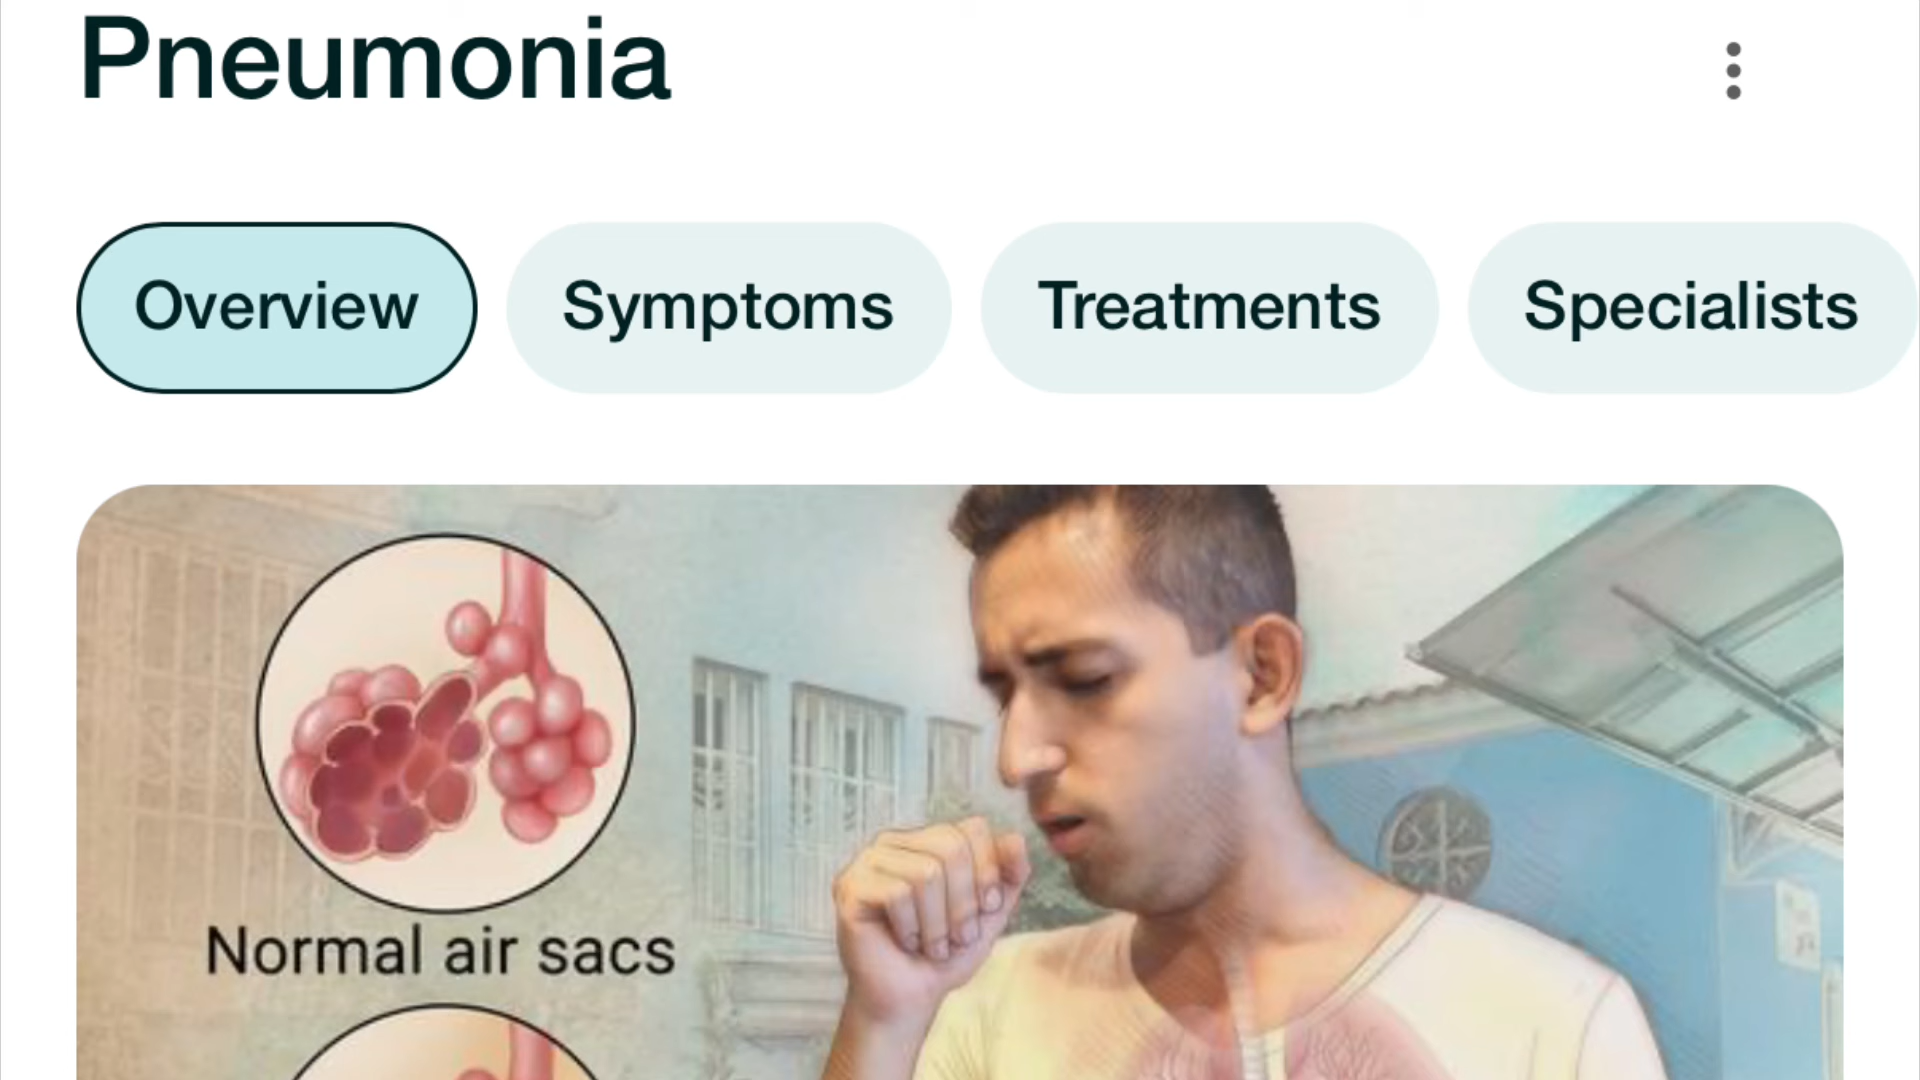 Pneumonia
Overview
Symptoms
Treatments
Specialists
Normal air sacs